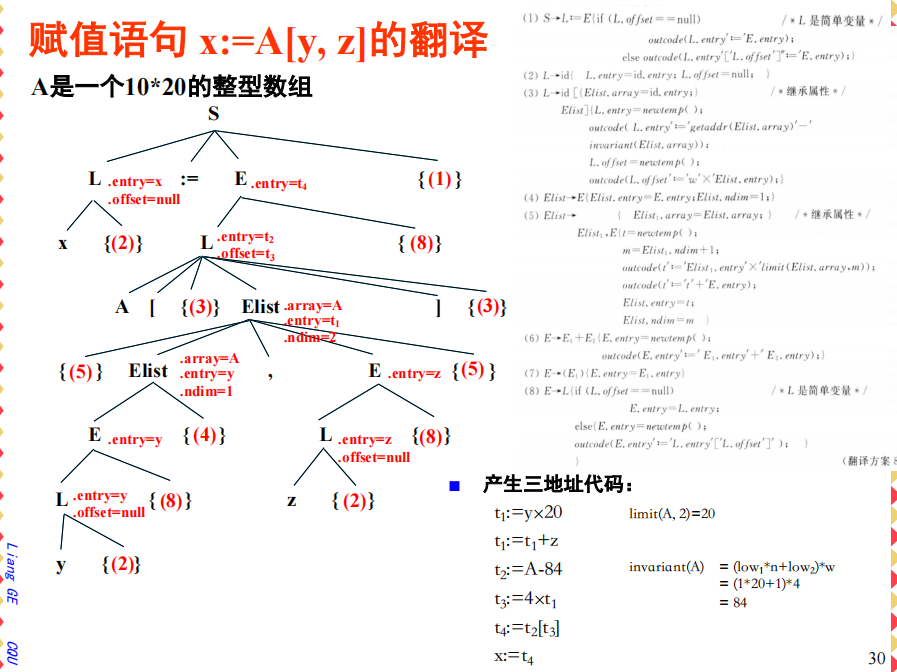 赋值语句 x:=A[y, z]的翻译
A是一个10*20的整型数组
S
L .entry=x := E .entry=t4 {(1)}
.offset=null
x {(2)} L .entry=t2 {(8)}
.offset=t3
A [ {(3)} Elist .array=A ] {(3)}
.entry=t1
.ndim=2
{(5)} Elist .array=A , E .entry=z {(5)}
.entry=y
.ndim=1
E .entry=y {(4)} L .entry=z {(8)}
.offset=null
L .entry=y {(8)} z {(2)}
.offset=null
y {(2)}
(1) S→L:=E{if (L.offset==null) /*L 是简单变量*/
outcode(L.entry':='E.entry);
else outcode(L.entry'['L.offset']':='E.entry);}
(2) L→id{ L.entry=id.entry; L.offset=null; }
(3) L→id [{Elist.array=id.entry;} /*继承属性*/
Elist]{L.entry=newtemp( );
outcode( L.entry':='getaddr(Elist.array)'-'
invariant(Elist.array));
L.offset=newtemp( );
outcode(L.offset':='w'×'Elist.entry);}
(4) Elist→E{Elist.entry=E.entry;Elist.ndim=1;}
(5) Elist→ { Elist1.array=Elist.array; } /*继承属性*/
Elist1,E{t=newtemp( );
m=Elist1.ndim+1;
outcode(t':='Elist1.entry'×'limit(Elist.array,m));
outcode(t':='t'+'E.entry);
Elist.entry=t;
Elist.ndim=m }
(6) E→E1+E2{E.entry=newtemp( );
outcode(E.entry':=' E1.entry'+' E2.entry);}
(7) E→(E1){E.entry=E1.entry}
(8) E→L{if (L.offset==null) /*L 是简单变量*/
E.entry=L.entry;
else{E.entry=newtemp( );
outcode(E.entry':='L.entry'['L.offset']' ); }
}
(翻译方案 8
■ 产生三地址代码：
t1:=y×20 limit(A, 2)=20
t1:=t1+z
t2:=A-84 invariant(A) = (low1*n+low2)*w
= (1*20+1)*4
t3:=4×t1 = 84
t4:=t2[t3]
x:=t4
Liang GE CQU
30